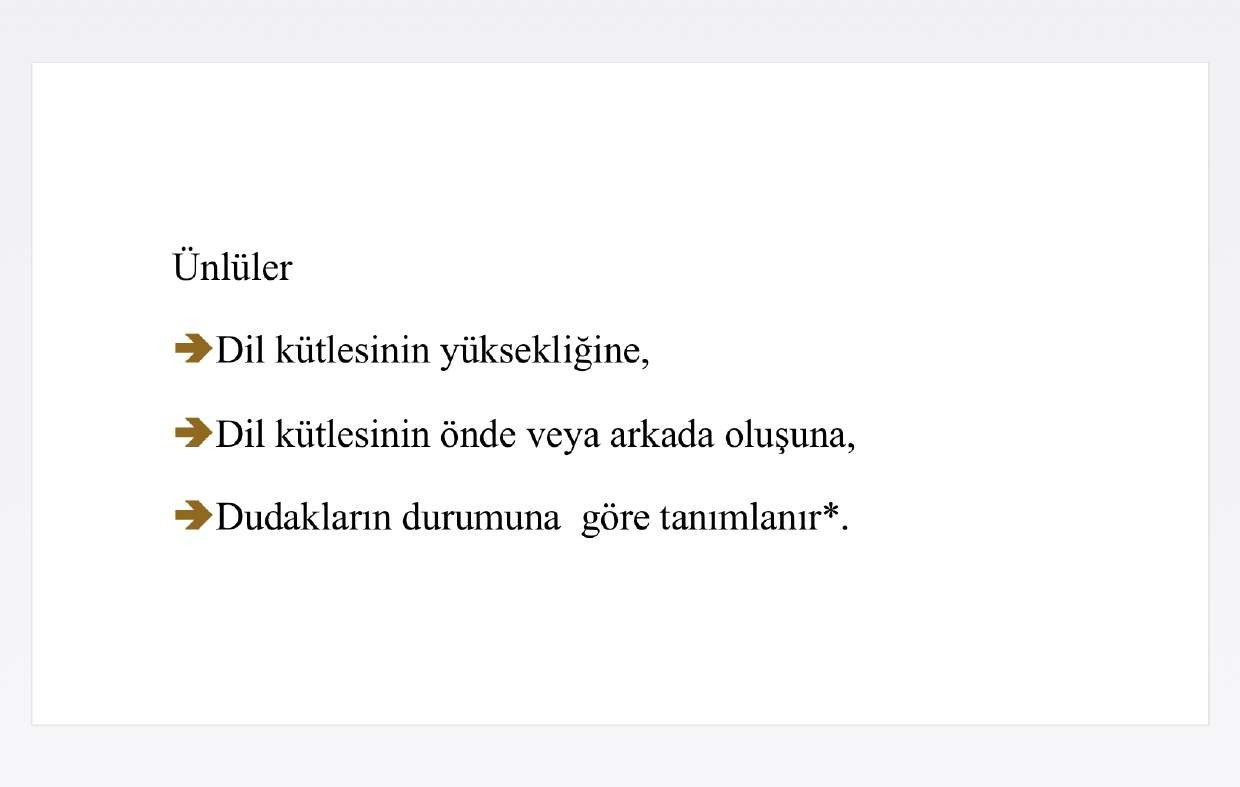 Ünlüler
➔Dil kütlesinin yüksekliğine,
➔Dil kütlesinin önde veya arkada oluşuna,
➔Dudakların durumuna  göre tanımlanır*.